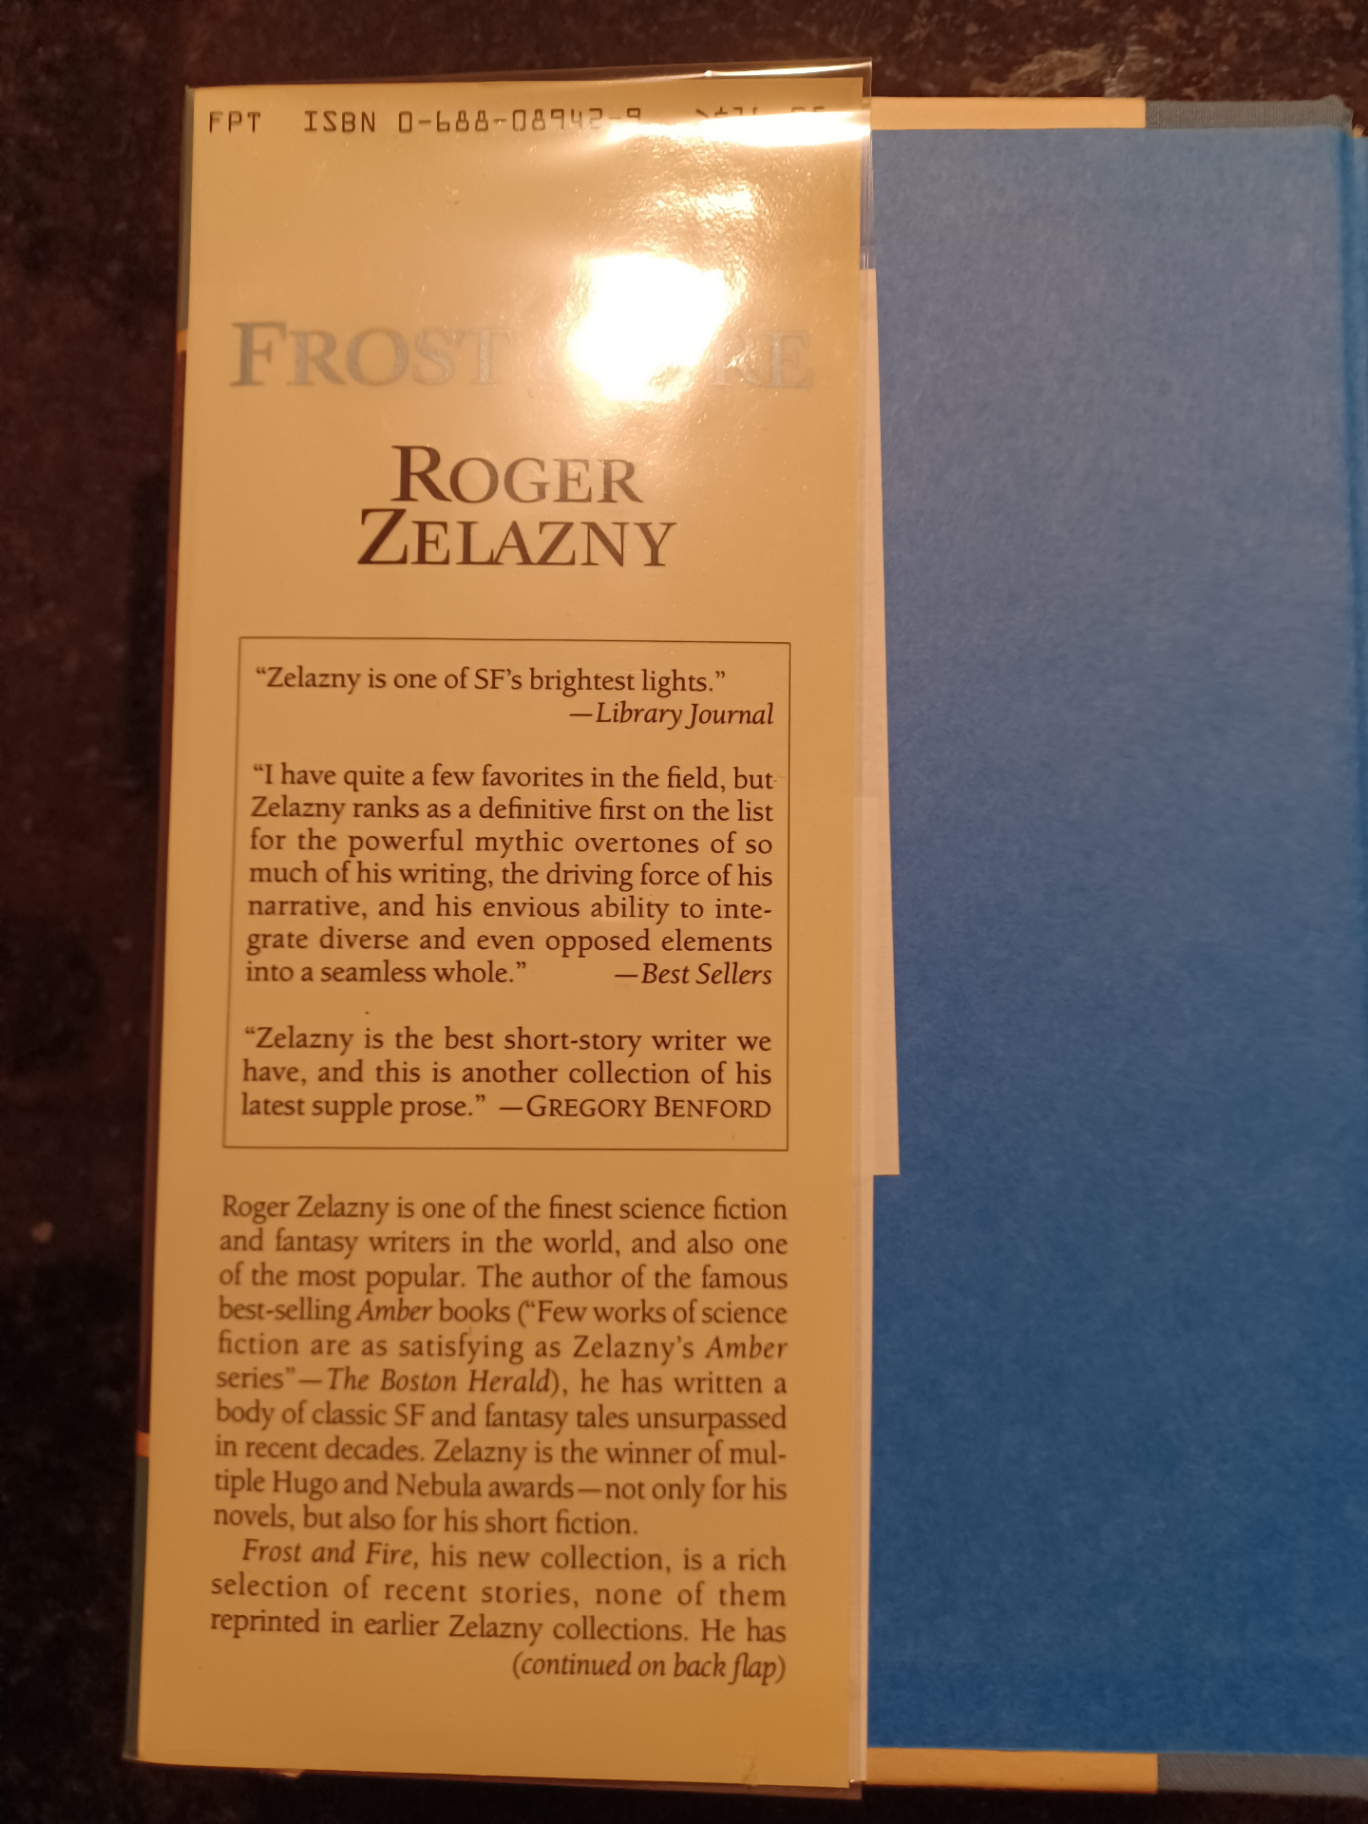 FPT ISBN 0-688-08942-9
FROST
ROGER
ZELAZNY
“Zelazny is one of SF’s brightest lights.”
—Library Journal
“I have quite a few favorites in the field, but
Zelazny ranks as a definitive first on the list
for the powerful mythic overtones of so
much of his writing, the driving force of his
narrative, and his envious ability to inte-
grate diverse and even opposed elements
into a seamless whole.” —Best Sellers
“Zelazny is the best short-story writer we
have, and this is another collection of his
latest supple prose.” —GREGORY BENFORD
Roger Zelazny is one of the finest science fiction
and fantasy writers in the world, and also one
of the most popular. The author of the famous
best-selling Amber books (“Few works of science
fiction are as satisfying as Zelazny’s Amber
series”—The Boston Herald), he has written a
body of classic SF and fantasy tales unsurpassed
in recent decades. Zelazny is the winner of mul-
tiple Hugo and Nebula awards—not only for his
novels, but also for his short fiction.
Frost and Fire, his new collection, is a rich
selection of recent stories, none of them
reprinted in earlier Zelazny collections. He has
(continued on back flap)